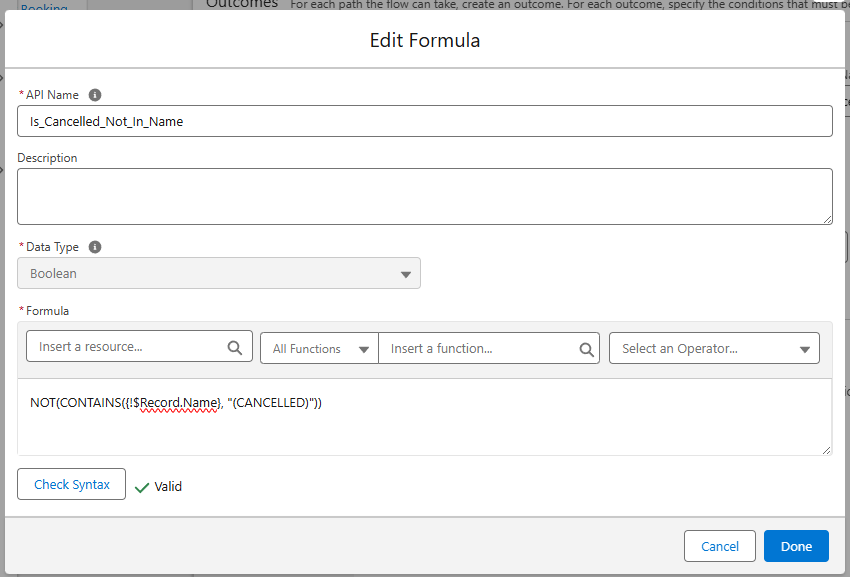 Booking
Outcomes For each path the flow can take, create an outcome. For each outcome, specify the conditions that must be
Edit Formula
*API Name
Is_Cancelled_Not_In_Name
Description
*Data Type
Boolean
*Formula
Insert a resource... All Functions Insert a function... Select an Operator...
NOT(CONTAINS({!$Record.Name}, "(CANCELLED)"))
Check Syntax Valid
Cancel Done